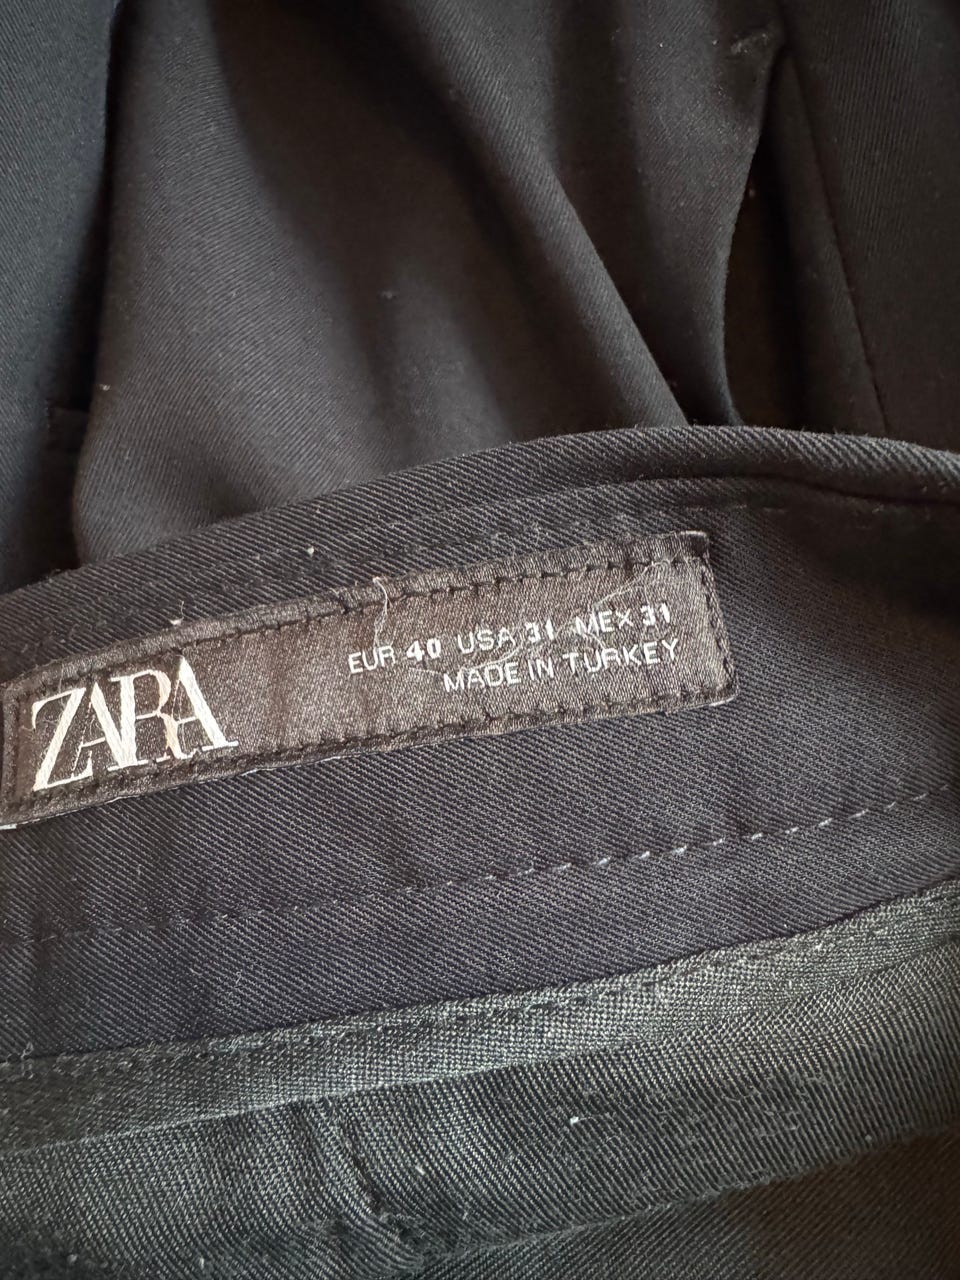 ZARA
EUR 40 USA 31 MEX 31
MADE IN TURKEY